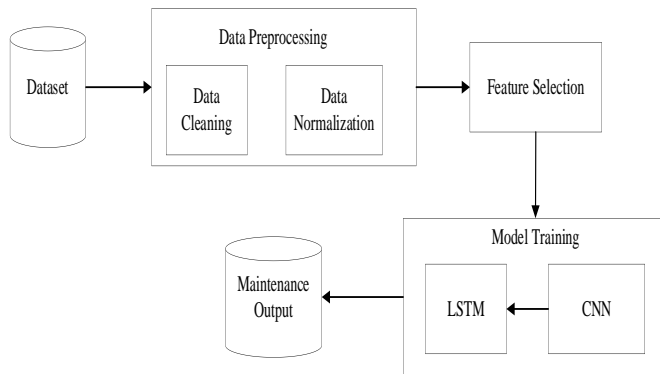 Dataset
Data Preprocessing
Data
Cleaning
Data
Normalization
Feature Selection
Model Training
CNN
LSTM
Maintenance
Output